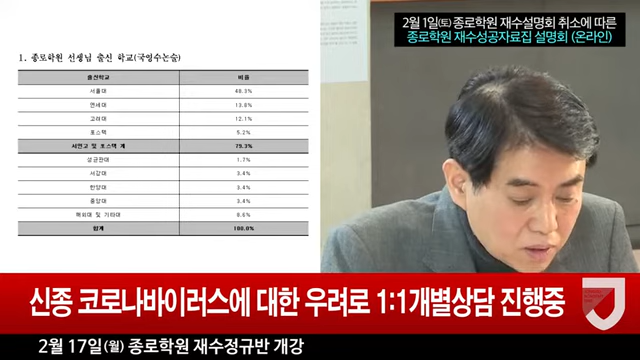 2월 1일(토) 종로학원 재수설명회 취소에 따른
종로학원 재수성공자료집 설명회 (온라인)
1. 종로학원 선생님 출신 학교(국영수논술)
출신학교 비율
서울대 48.3%
연세대 13.8%
고려대 12.1%
포스텍 5.2%
서연고 및 포스텍 계 79.3%
성균관대 1.7%
서강대 3.4%
한양대 3.4%
중앙대 3.4%
해외대 및 기타대 8.6%
합계 100.0%
신종 코로나바이러스에 대한 우려로 1:1개별상담 진행중
2월 17일(월) 종로학원 재수정규반 개강